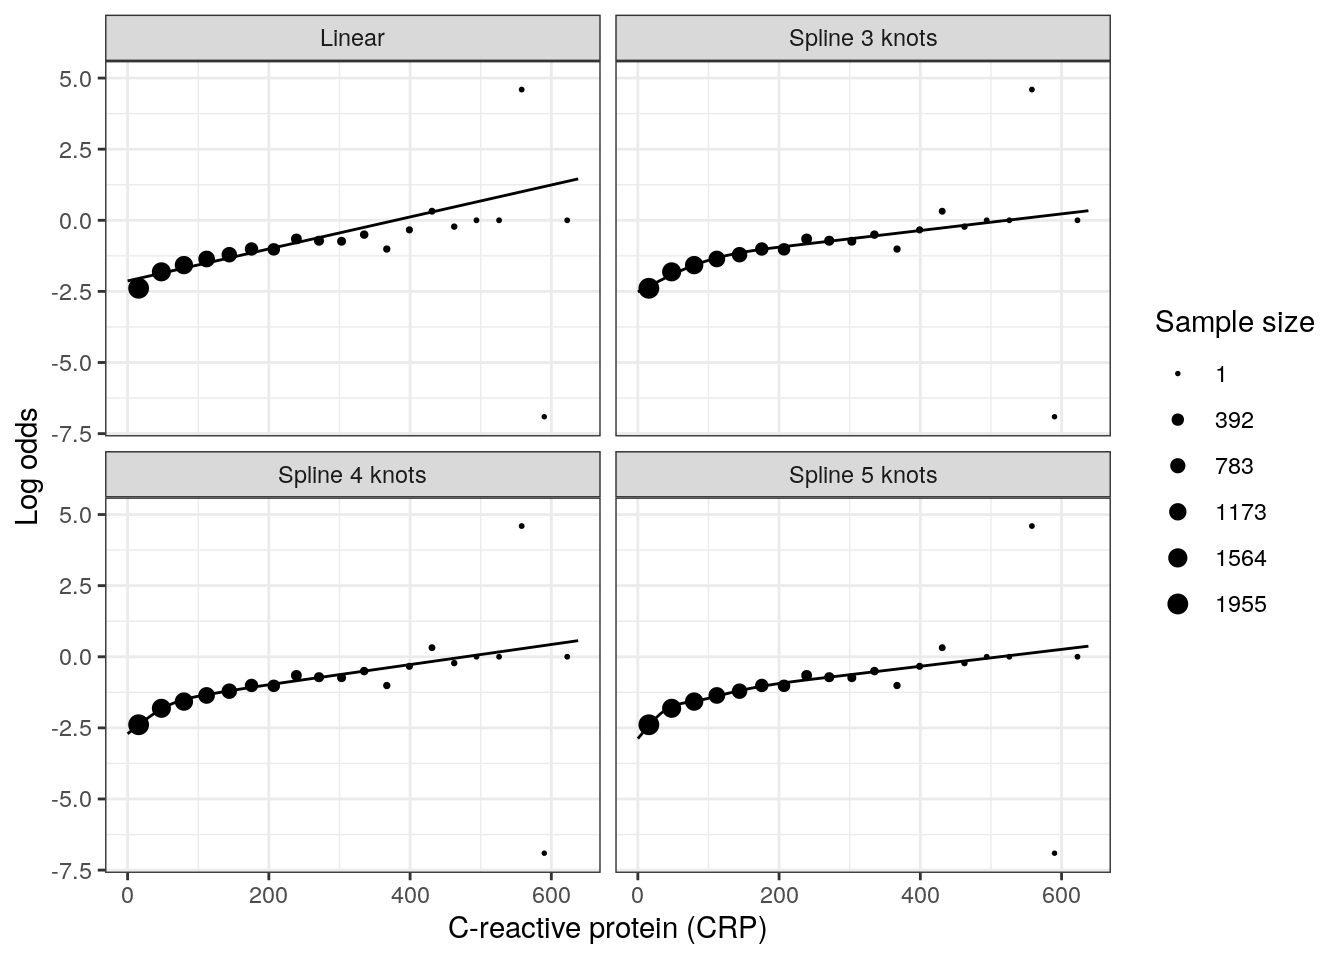 Linear
Spline 3 knots
5.0
2.5
0.0
-2.5
-5.0
-7.5
Spline 4 knots
Spline 5 knots
5.0
2.5
0.0
-2.5
-5.0
-7.5
0 200 400 600
0 200 400 600
C-reactive protein (CRP)
Log odds
Sample size
1
392
783
1173
1564
1955